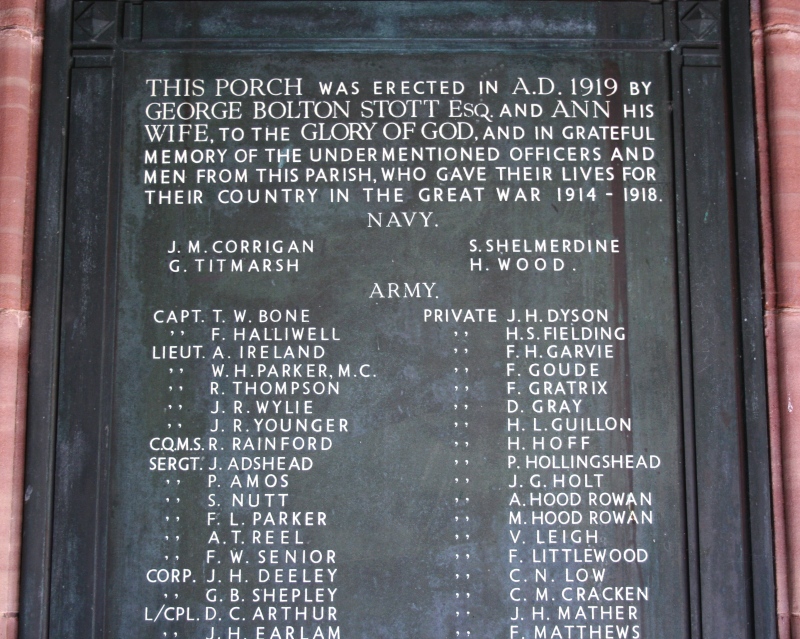 THIS PORCH WAS ERECTED IN A.D. 1919 BY
GEORGE BOLTON STOTT ESQ. AND ANN HIS
WIFE, TO THE GLORY OF GOD, AND IN GRATEFUL
MEMORY OF THE UNDERMENTIONED OFFICERS AND
MEN FROM THIS PARISH, WHO GAVE THEIR LIVES FOR
THEIR COUNTRY IN THE GREAT WAR 1914 - 1918.
NAVY.
J. M. CORRIGAN
G. TITMARSH
S. SHELMERDINE
H. WOOD.
ARMY.
CAPT. T. W. BONE
,, F. HALLIWELL
LIEUT. A. IRELAND
,, W. H. PARKER, M.C.
,, R. THOMPSON
,, J. R. WYLIE
,, J. R. YOUNGER
C.Q.M.S. R. RAINFORD
SERGT. J. ADSHEAD
,, P. AMOS
,, S. NUTT
,, F. L. PARKER
,, A. T. REEL
,, F. W. SENIOR
CORP. J. H. DEELEY
,, G. B. SHEPLEY
L/CPL. D. C. ARTHUR
,, J. H. EARLAM
PRIVATE J. H. DYSON
,, H. S. FIELDING
,, F. H. GARVIE
,, F. GOUDE
,, F. GRATRIX
,, D. GRAY
,, H. L. GUILLON
,, H. HOFF
,, P. HOLLINGSHEAD
,, J. G. HOLT
,, A. HOOD ROWAN
,, M. HOOD ROWAN
,, V. LEIGH
,, F. LITTLEWOOD
,, C. N. LOW
,, C. M. CRACKEN
,, J. H. MATHER
,, F. MATTHEWS